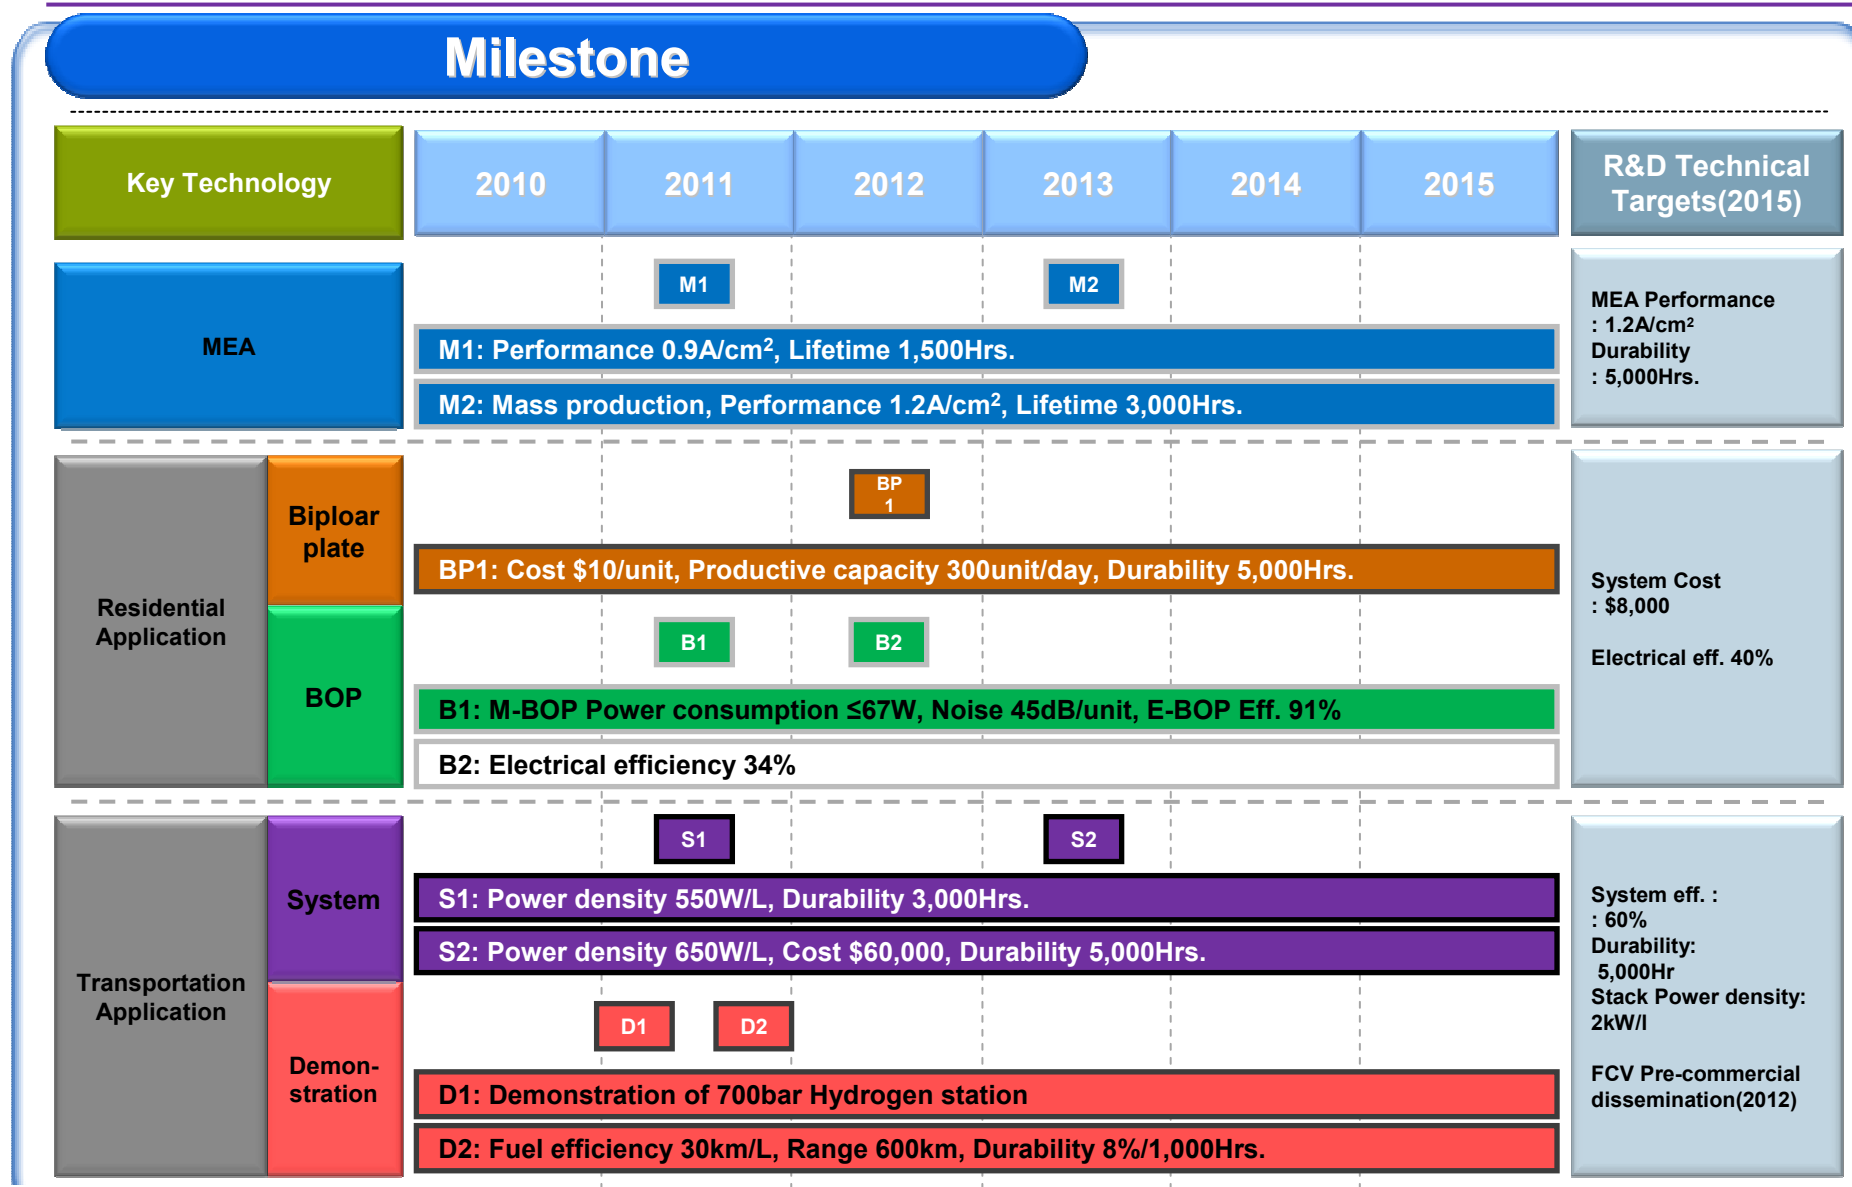 Milestone
Key Technology
2010
2011
2012
2013
2014
2015
R&D Technical
Targets(2015)
MEA
M1
M2
M1: Performance 0.9A/cm², Lifetime 1,500Hrs.
M2: Mass production, Performance 1.2A/cm², Lifetime 3,000Hrs.
MEA Performance
: 1.2A/cm²
Durability
: 5,000Hrs.
Residential
Application
Biploar
plate
BP
1
BP1: Cost $10/unit, Productive capacity 300unit/day, Durability 5,000Hrs.
BOP
B1
B2
B1: M-BOP Power consumption ≤67W, Noise 45dB/unit, E-BOP Eff. 91%
B2: Electrical efficiency 34%
System Cost
: $8,000
Electrical eff. 40%
Transportation
Application
System
S1
S2
S1: Power density 550W/L, Durability 3,000Hrs.
S2: Power density 650W/L, Cost $60,000, Durability 5,000Hrs.
Demon-
stration
D1
D2
D1: Demonstration of 700bar Hydrogen station
D2: Fuel efficiency 30km/L, Range 600km, Durability 8%/1,000Hrs.
System eff. :
: 60%
Durability:
5,000Hr
Stack Power density:
2kW/l
FCV Pre-commercial
dissemination(2012)